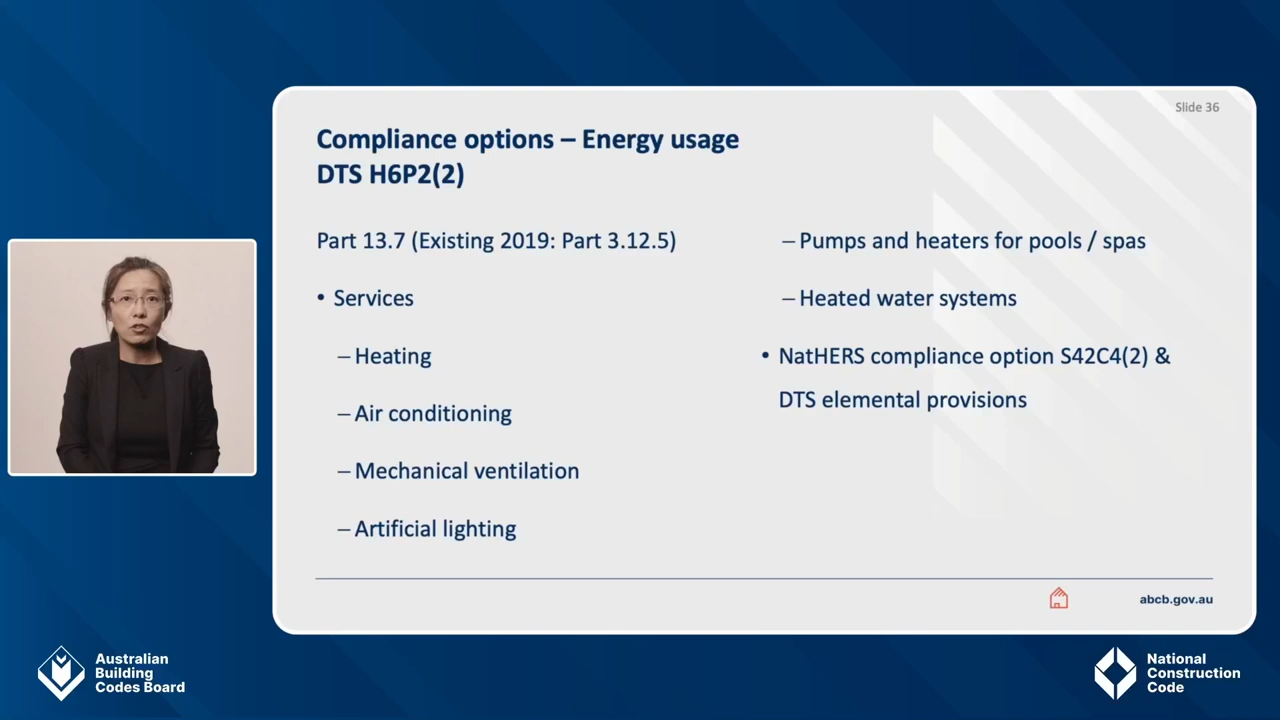 Slide 36
Compliance options – Energy usage
DTS H6P2(2)
Part 13.7 (Existing 2019: Part 3.12.5)
• Services
– Heating
– Air conditioning
– Mechanical ventilation
– Artificial lighting
– Pumps and heaters for pools / spas
– Heated water systems
• NatHERS compliance option S42C4(2) &
DTS elemental provisions
abcb.gov.au
Australian
Building
Codes Board
National
Construction
Code